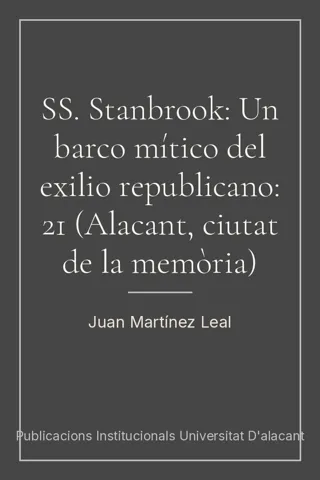 SS. Stanbrook: Un
barco mítico del
exilio republicano:
21 (Alacant, ciutat
de la memòria)
Juan Martínez Leal
Publicacions Institucionals Universitat D'alacant